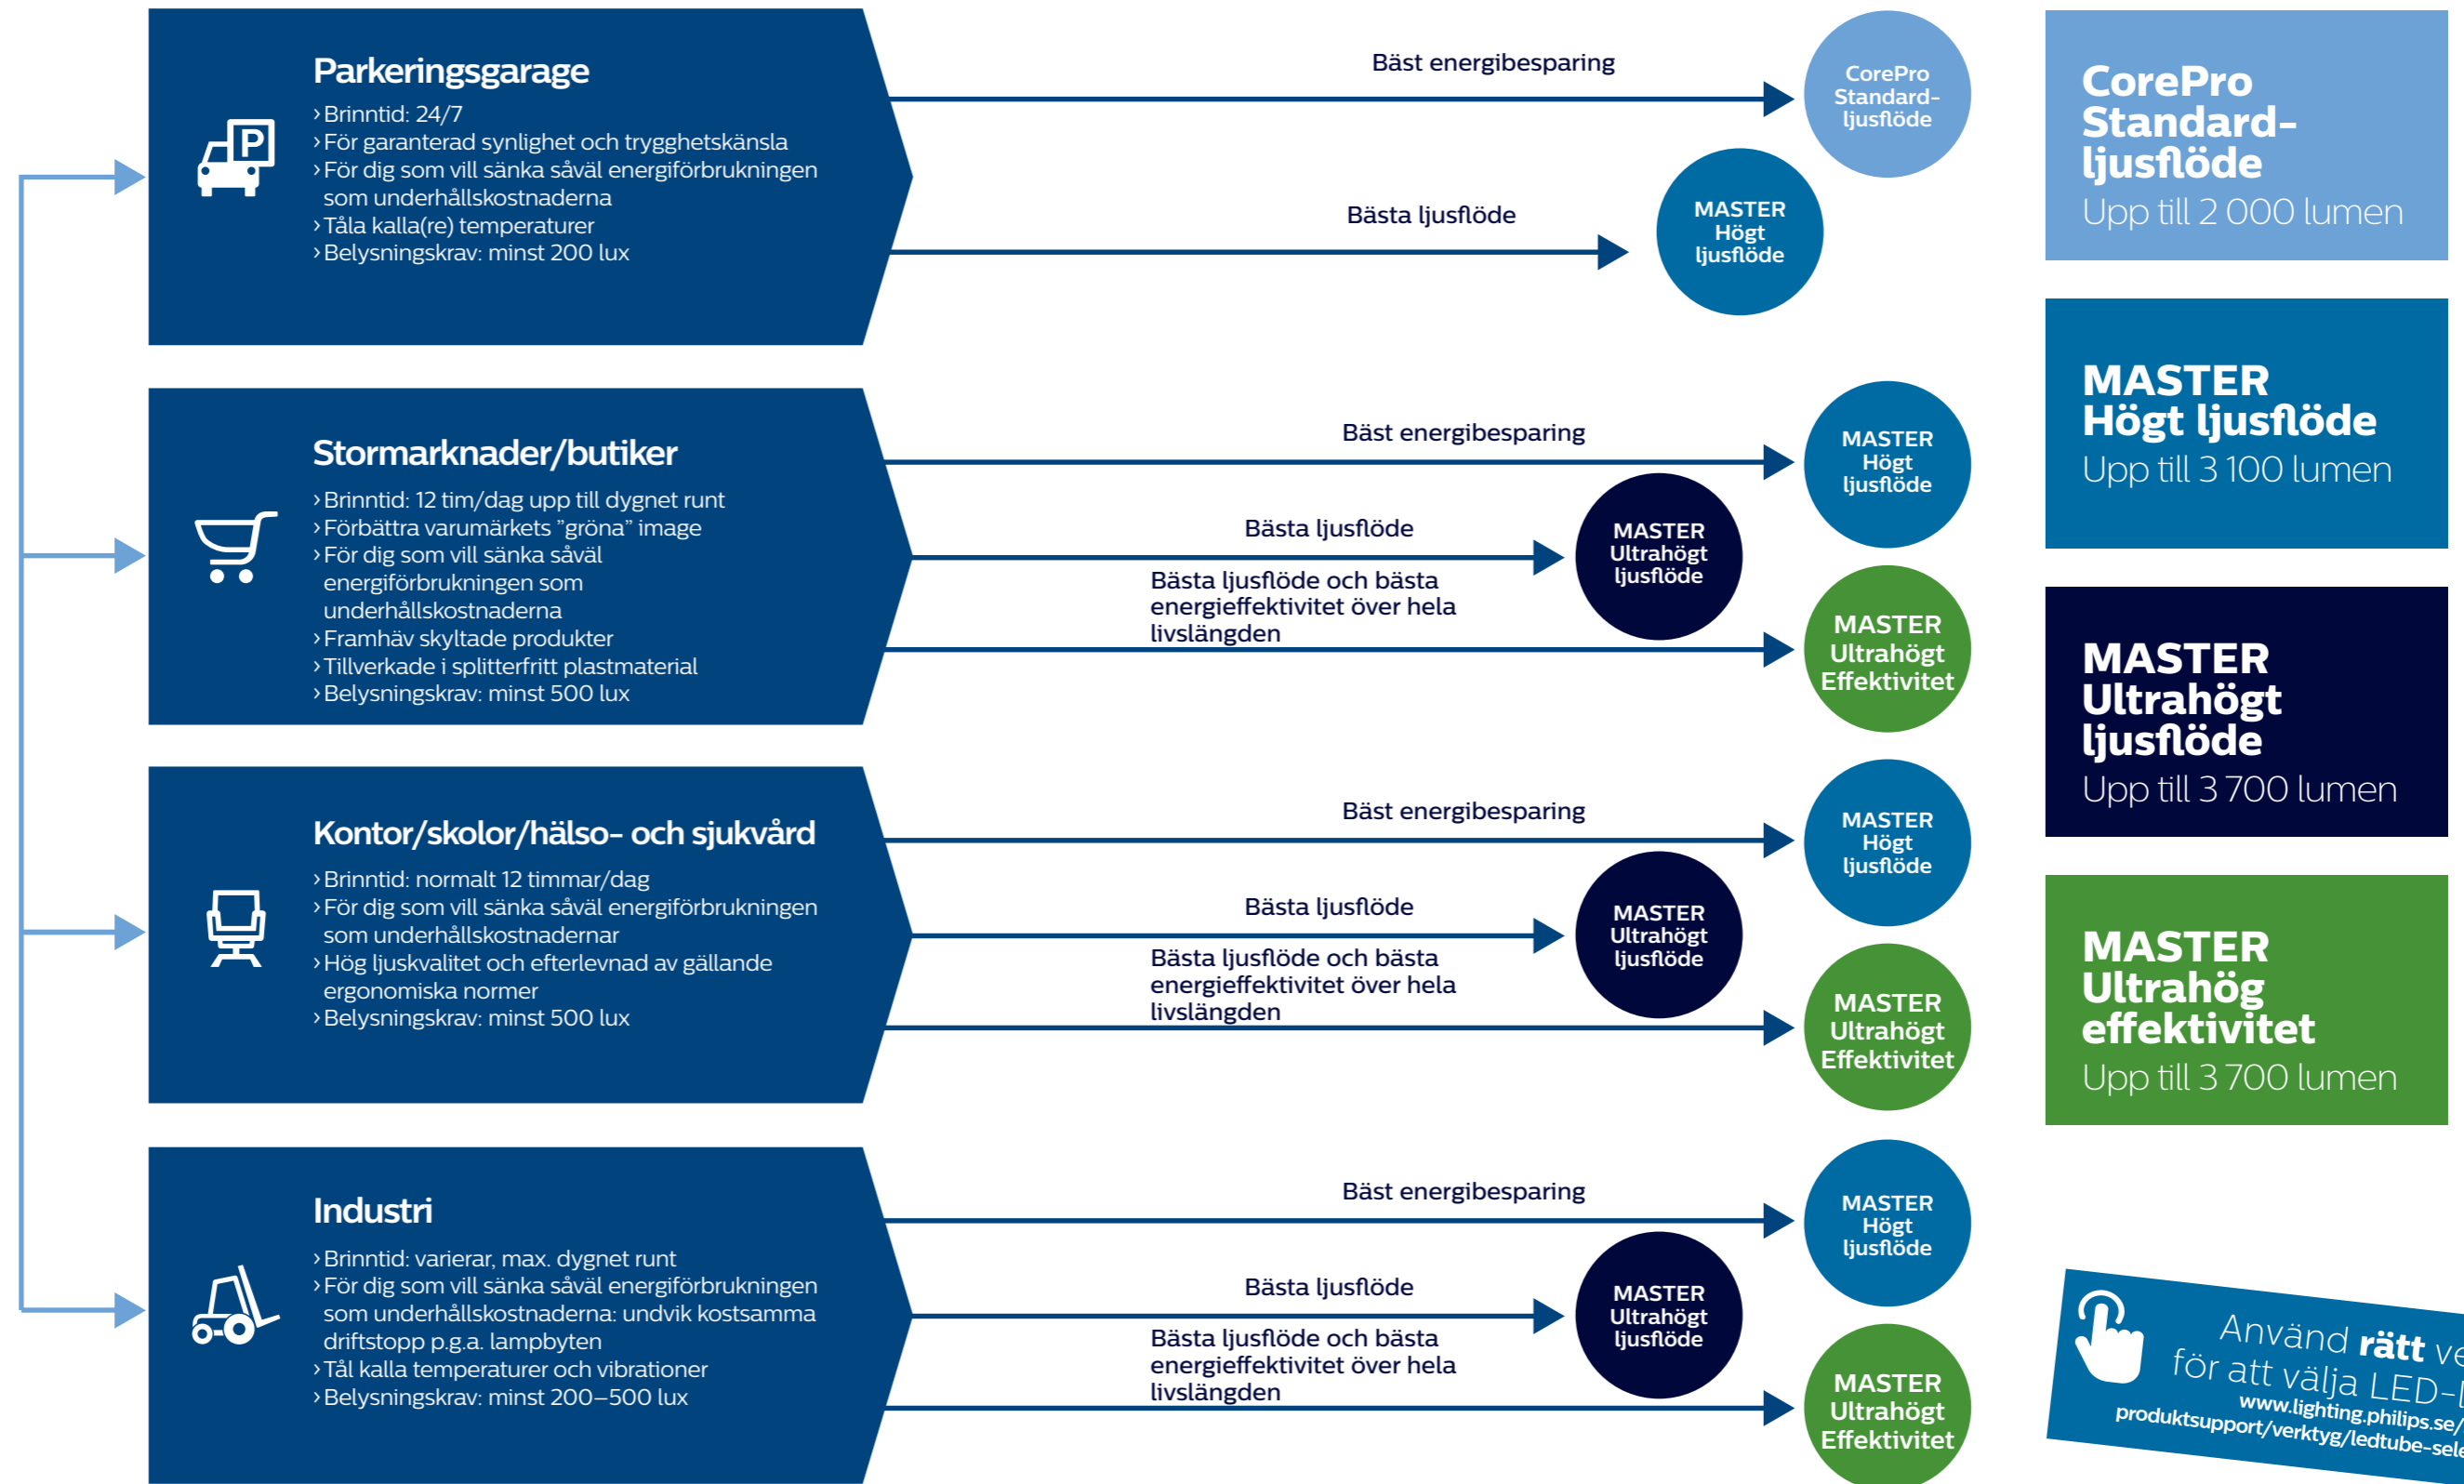 Parkeringsgarage
› Brinntid: 24/7
› För garanterad synlighet och trygghetskänsla
› För dig som vill sänka såväl energiförbrukningen
som underhållskostnaderna
› Tåla kalla(re) temperaturer
› Belysningskrav: minst 200 lux
Bäst energibesparing
CorePro
Standard-
ljusflöde
Bästa ljusflöde
MASTER
Högt
ljusflöde
Stormarknader/butiker
› Brinntid: 12 tim/dag upp till dygnet runt
› Förbättra varumärkets ”gröna” image
› För dig som vill sänka såväl
energiförbrukningen som
underhållskostnaderna
› Framhäv skyltade produkter
› Tillverkade i splitterfritt plastmaterial
› Belysningskrav: minst 500 lux
Bäst energibesparing
MASTER
Högt
ljusflöde
Bästa ljusflöde
MASTER
Ultrahögt
ljusflöde
Bästa ljusflöde och bästa
energieffektivitet över hela
livslängden
MASTER
Ultrahögt
Effektivitet
Kontor/skolor/hälso- och sjukvård
› Brinntid: normalt 12 timmar/dag
› För dig som vill sänka såväl energiförbrukningen
som underhållskostnadernar
› Hög ljuskvalitet och efterlevnad av gällande
ergonomiska normer
› Belysningskrav: minst 500 lux
Bäst energibesparing
MASTER
Högt
ljusflöde
Bästa ljusflöde
MASTER
Ultrahögt
ljusflöde
Bästa ljusflöde och bästa
energieffektivitet över hela
livslängden
MASTER
Ultrahögt
Effektivitet
Industri
› Brinntid: varierar, max. dygnet runt
› För dig som vill sänka såväl energiförbrukningen
som underhållskostnaderna: undvik kostsamma
driftstopp p.g.a. lampbyten
› Tål kalla temperaturer och vibrationer
› Belysningskrav: minst 200–500 lux
Bäst energibesparing
MASTER
Högt
ljusflöde
Bästa ljusflöde
MASTER
Ultrahögt
ljusflöde
Bästa ljusflöde och bästa
energieffektivitet över hela
livslängden
MASTER
Ultrahögt
Effektivitet
CorePro
Standard-
ljusflöde
Upp till 2 000 lumen
MASTER
Högt ljusflöde
Upp till 3 100 lumen
MASTER
Ultrahögt
ljusflöde
Upp till 3 700 lumen
MASTER
Ultrahög
effektivitet
Upp till 3 700 lumen
P
Använd rätt
för att välja LED-
www.lighting.philips.se/
produktsupport/verktyg/ledtube-sele